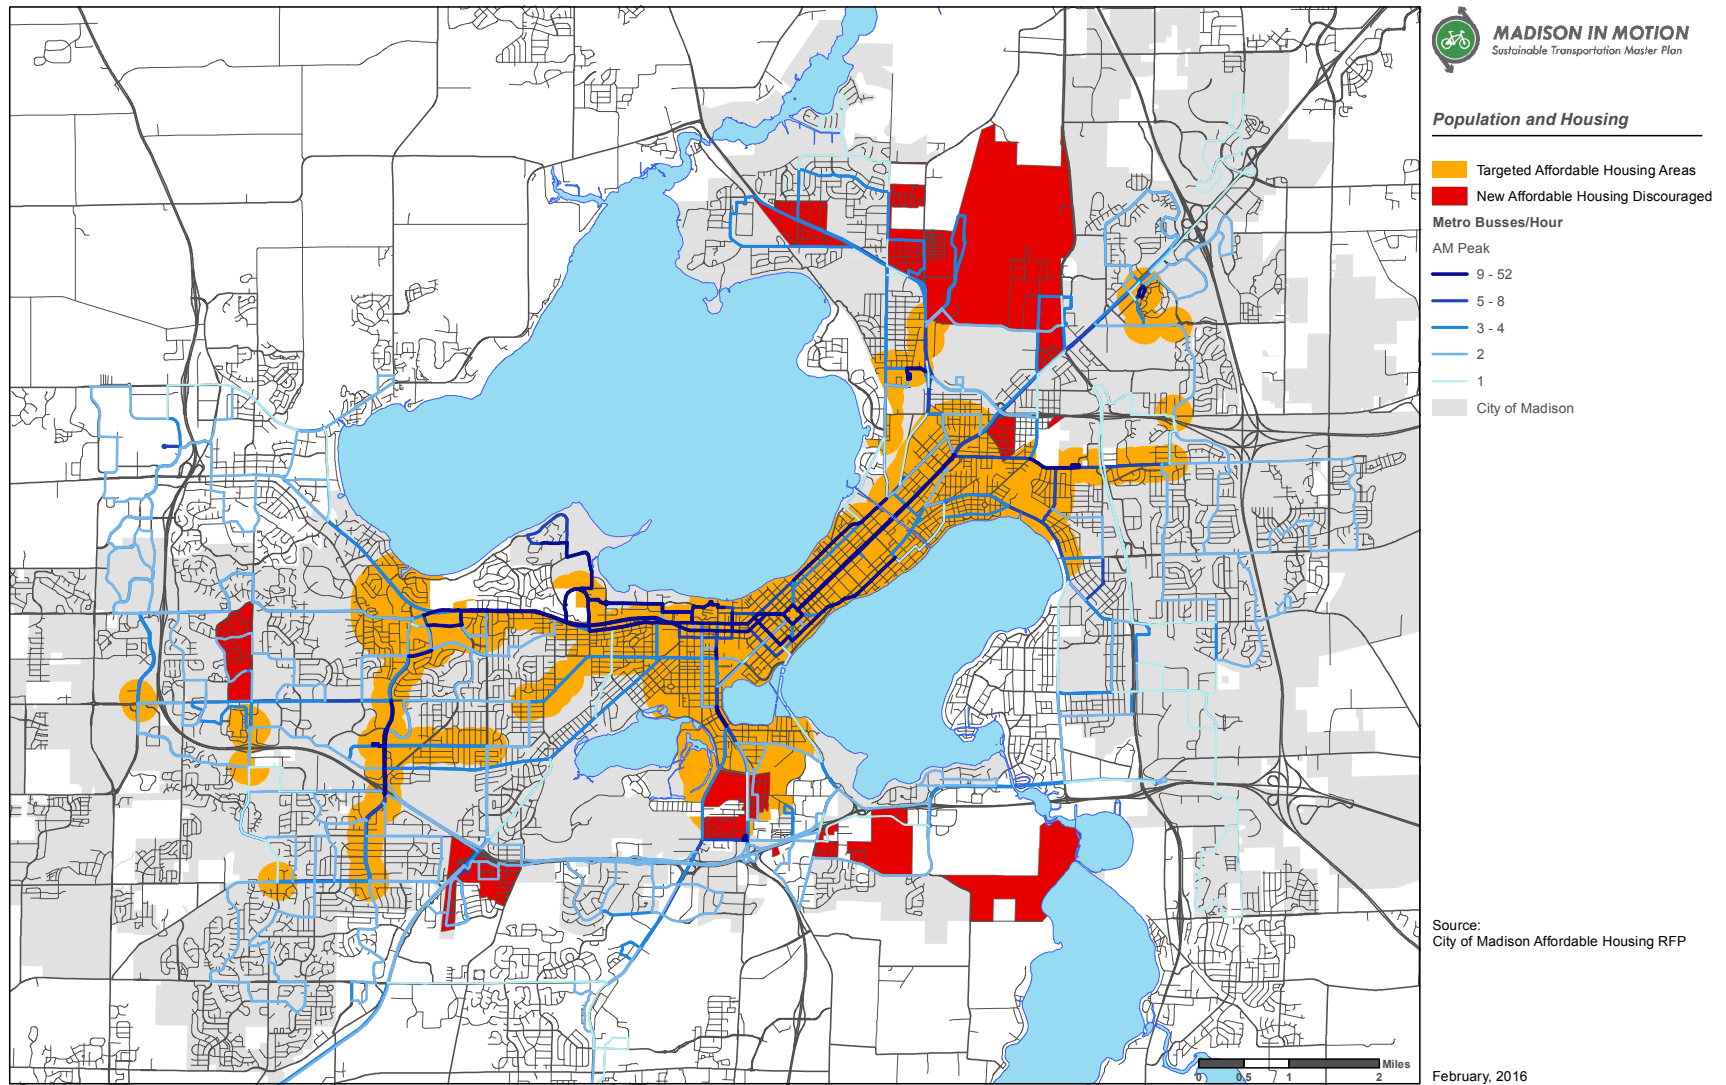 MADISON IN MOTION
Sustainable Transportation Master Plan
Population and Housing
Targeted Affordable Housing Areas
New Affordable Housing Discouraged
Metro Busses/Hour
AM Peak
9 - 52
5 - 8
3 - 4
2
1
City of Madison
Source:
City of Madison Affordable Housing RFP
Miles
0 0.5 1 2
February, 2016